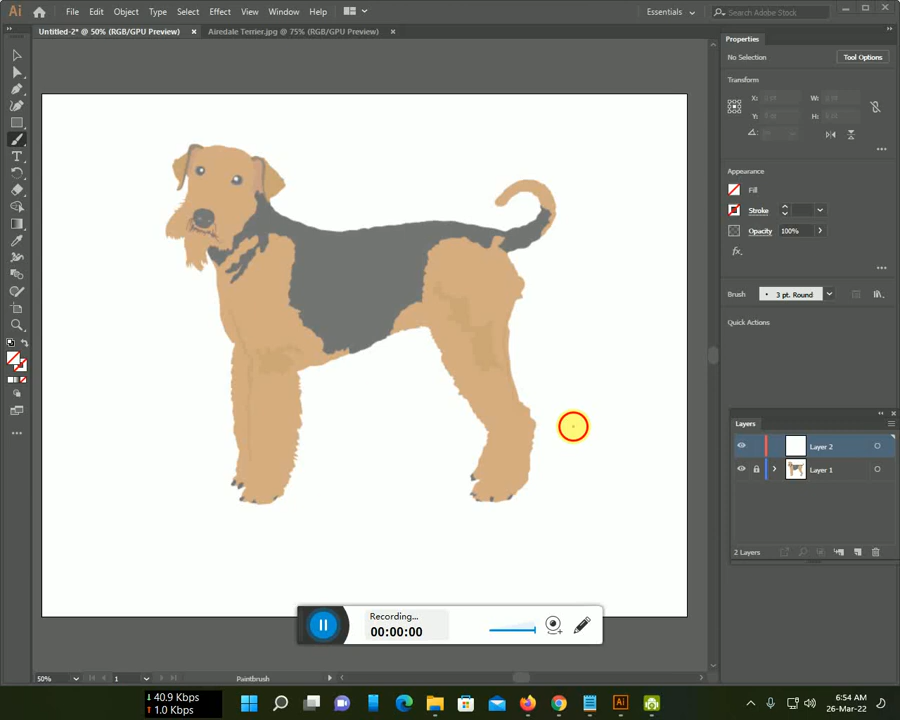 Ai File Edit Object Type Select Effect View Window Help Essentials Search Adobe Stock
Untitled-2* @ 50% (RGB/GPU Preview) × Airedale Terrier.jpg @ 75% (RGB/GPU Preview) ×
Properties
No Selection Tool Options
Transform
X: W:
Y: H:
Appearance
Fill
Stroke
Opacity 100%
fx
Brush 3 pt. Round
Quick Actions
Layers
Layer 2
Layer 1
2 Layers
Recording...
00:00:00
50% 1 Paintbrush
40.9 Kbps
1.0 Kbps
6:54 AM
26-Mar-22